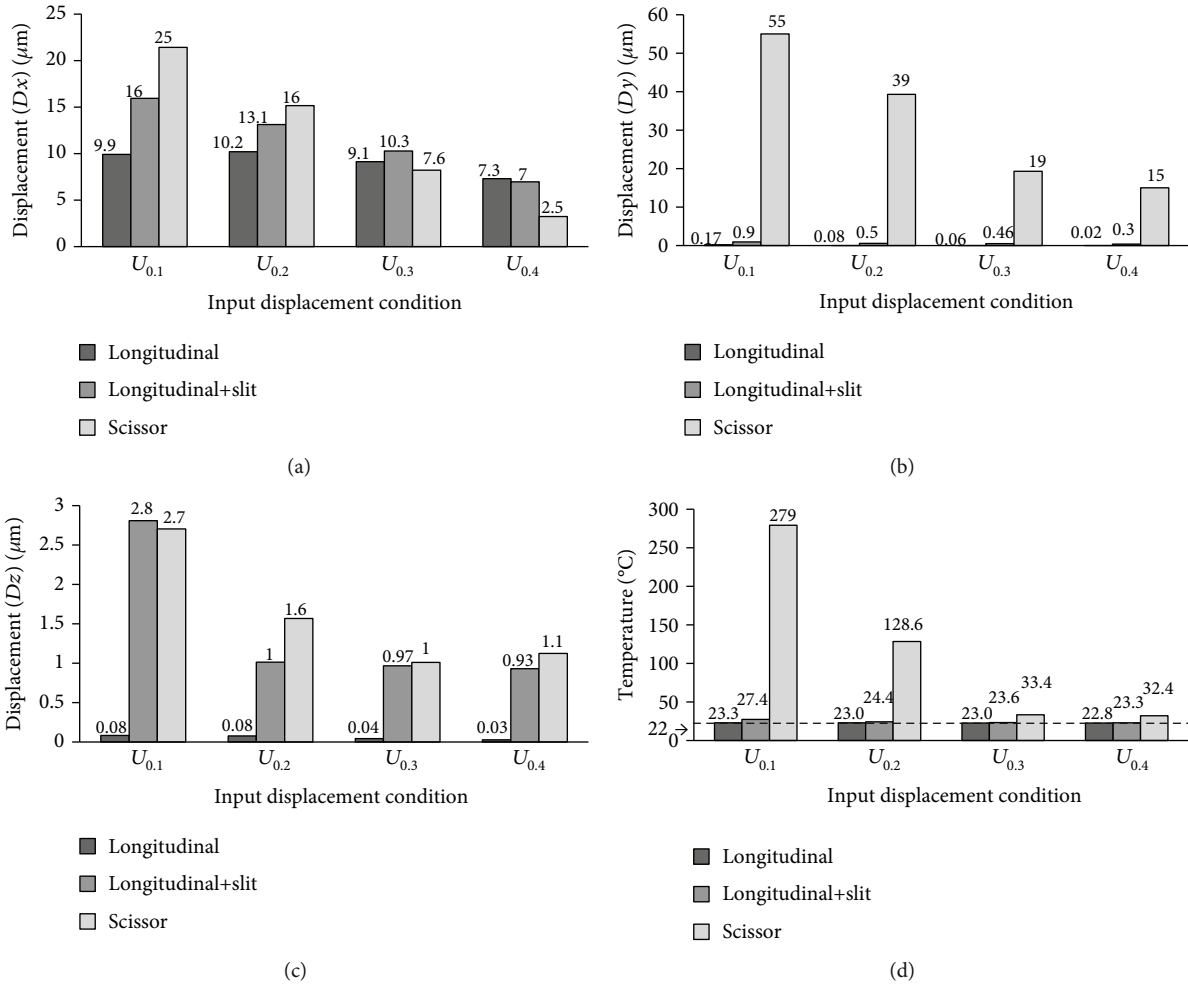 Displacement (Dx) (μm)
25
20
15
10
5
0
9.9
16
25
10.2
13.1
16
9.1
10.3
7.6
7.3
7
2.5
U0.1
U0.2
U0.3
U0.4
Input displacement condition
Longitudinal
Longitudinal+slit
Scissor
(a)
Displacement (Dy) (μm)
60
50
40
30
20
10
0
0.17
0.9
55
0.08
0.5
39
0.06
0.46
19
0.02
0.3
15
U0.1
U0.2
U0.3
U0.4
Input displacement condition
Longitudinal
Longitudinal+slit
Scissor
(b)
Displacement (Dz) (μm)
3
2.5
2
1.5
1
0.5
0
0.08
2.8
2.7
0.08
1
1.6
0.04
0.97
1
0.03
0.93
1.1
U0.1
U0.2
U0.3
U0.4
Input displacement condition
Longitudinal
Longitudinal+slit
Scissor
(c)
Temperature (°C)
300
250
200
150
100
50
22
0
23.3
27.4
279
23.0
24.4
128.6
23.0
23.6
33.4
22.8
23.3
32.4
U0.1
U0.2
U0.3
U0.4
Input displacement condition
Longitudinal
Longitudinal+slit
Scissor
(d)